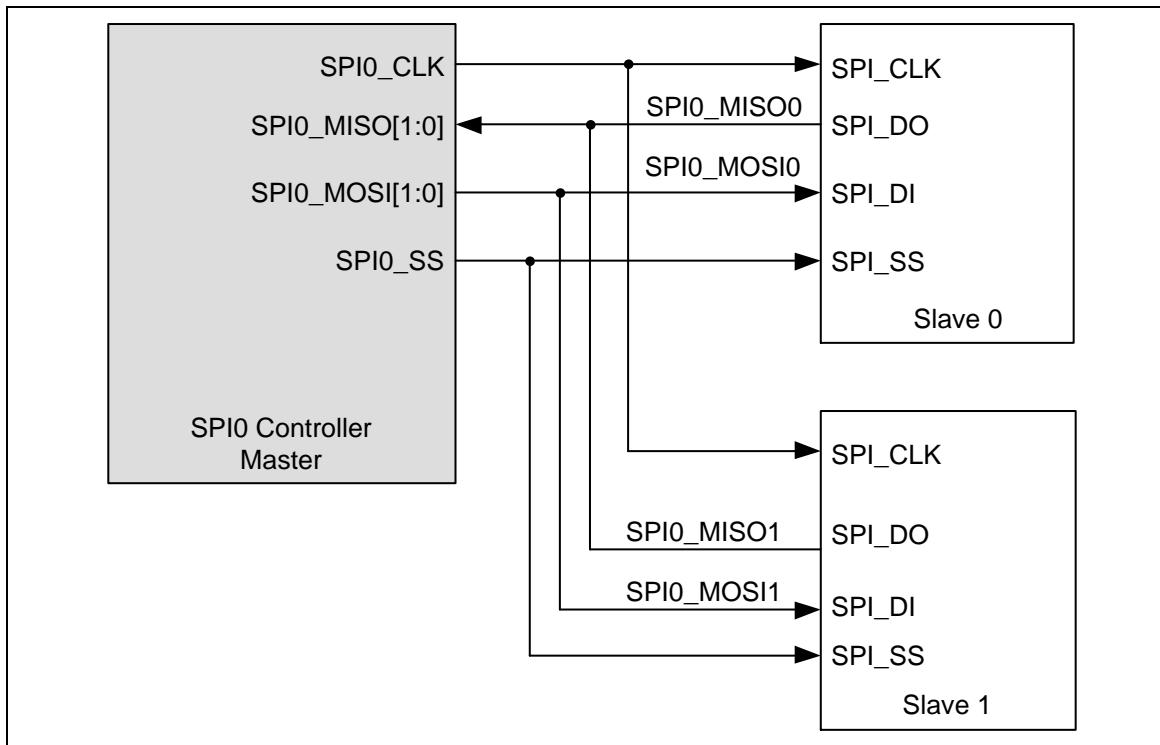 SPI0_CLK
SPI0_MISO[1:0]
SPI0_MOSI[1:0]
SPI0_SS
SPI0 Controller
Master
SPI0_MISO0
SPI0_MOSI0
SPI_CLK
SPI_DO
SPI_DI
SPI_SS
Slave 0
SPI0_MISO1
SPI0_MOSI1
SPI_CLK
SPI_DO
SPI_DI
SPI_SS
Slave 1